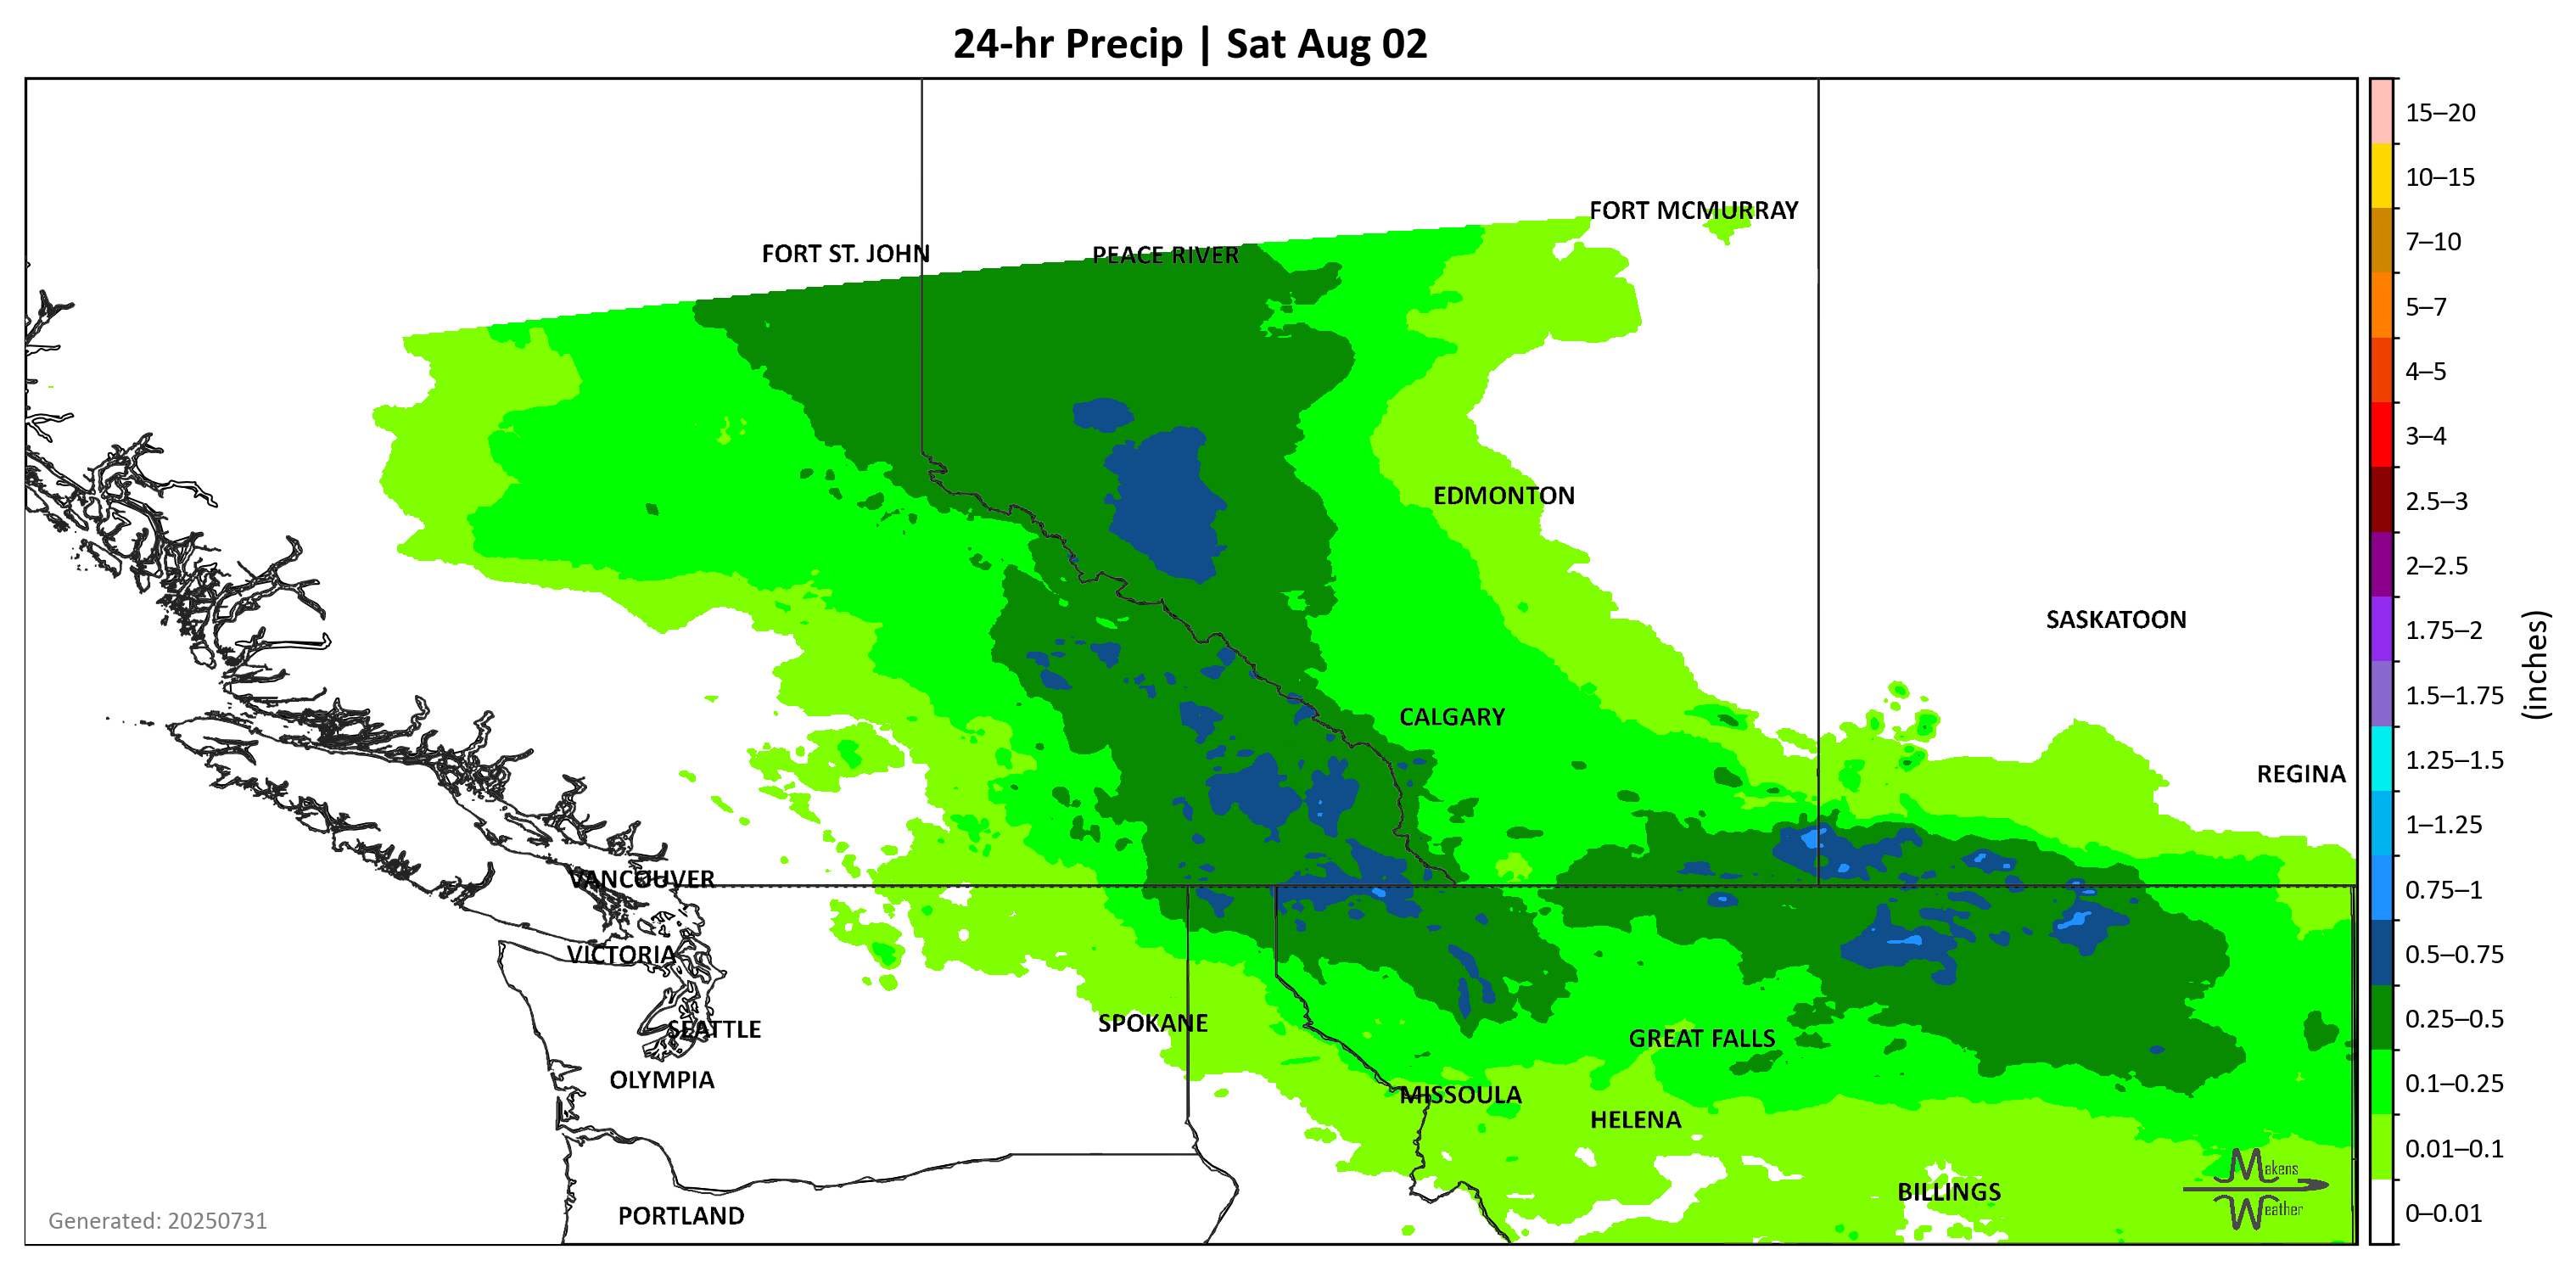 24-hr Precip | Sat Aug 02
15–20
10–15
FORT MCMURRAY
7–10
FORT ST. JOHN
PEACE RIVER
5–7
4–5
3–4
EDMONTON
2.5–3
2–2.5
SASKATOON
1.75–2
(inches)
1.5–1.75
CALGARY
1.25–1.5
REGINA
1–1.25
VANCOUVER
0.75–1
VICTORIA
0.5–0.75
SPOKANE
0.25–0.5
SEATTLE
GREAT FALLS
OLYMPIA
0.1–0.25
MISSOULA
HELENA
0.01–0.1
Makens
BILLINGS
Weather
PORTLAND
Generated: 20250731
0–0.01